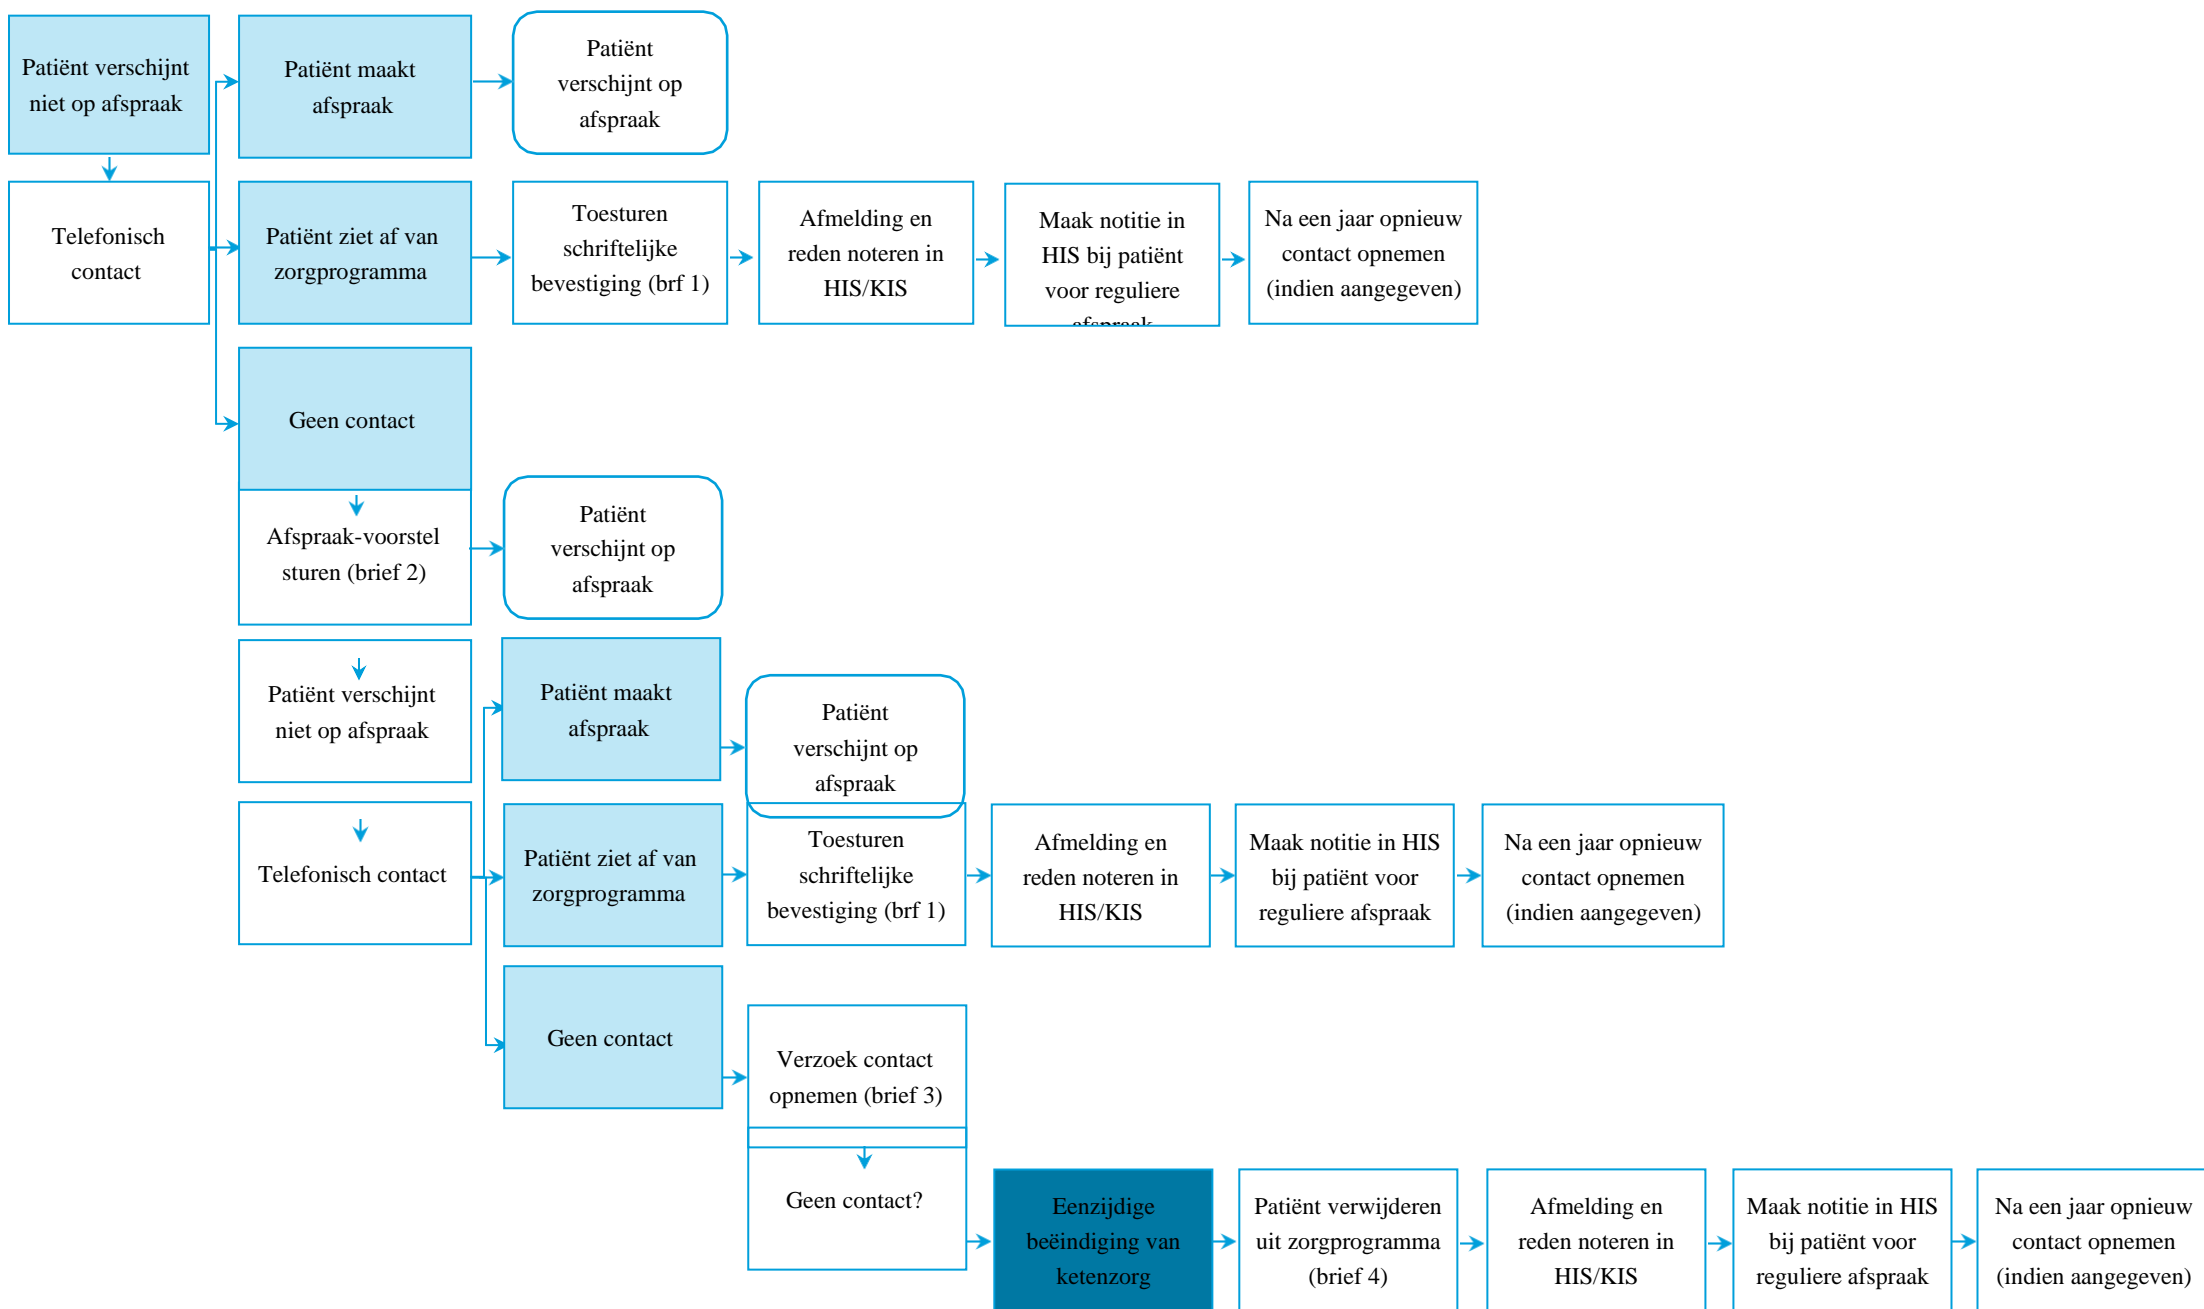 Patiënt verschijnt
niet op afspraak
Patiënt maakt
afspraak
Patiënt
verschijnt op
afspraak
Telefonisch
contact
Patiënt ziet af van
zorgprogramma
Toesturen
schriftelijke
bevestiging (brf 1)
Afmelding en
reden noteren in
HIS/KIS
Maak notitie in
HIS bij patiënt
voor reguliere
afspraak
Na een jaar opnieuw
contact opnemen
(indien aangegeven)
Geen contact
Afspraak-voorstel
sturen (brief 2)
Patiënt
verschijnt op
afspraak
Patiënt verschijnt
niet op afspraak
Patiënt maakt
afspraak
Patiënt
verschijnt op
afspraak
Telefonisch contact
Patiënt ziet af van
zorgprogramma
Toesturen
schriftelijke
bevestiging (brf 1)
Afmelding en
reden noteren in
HIS/KIS
Maak notitie in HIS
bij patiënt voor
reguliere afspraak
Na een jaar opnieuw
contact opnemen
(indien aangegeven)
Geen contact
Verzoek contact
opnemen (brief 3)
Geen contact?
Eenzijdige
beëindiging van
ketenzorg
Patiënt verwijderen
uit zorgprogramma
(brief 4)
Afmelding en
reden noteren in
HIS/KIS
Maak notitie in HIS
bij patiënt voor
reguliere afspraak
Na een jaar opnieuw
contact opnemen
(indien aangegeven)